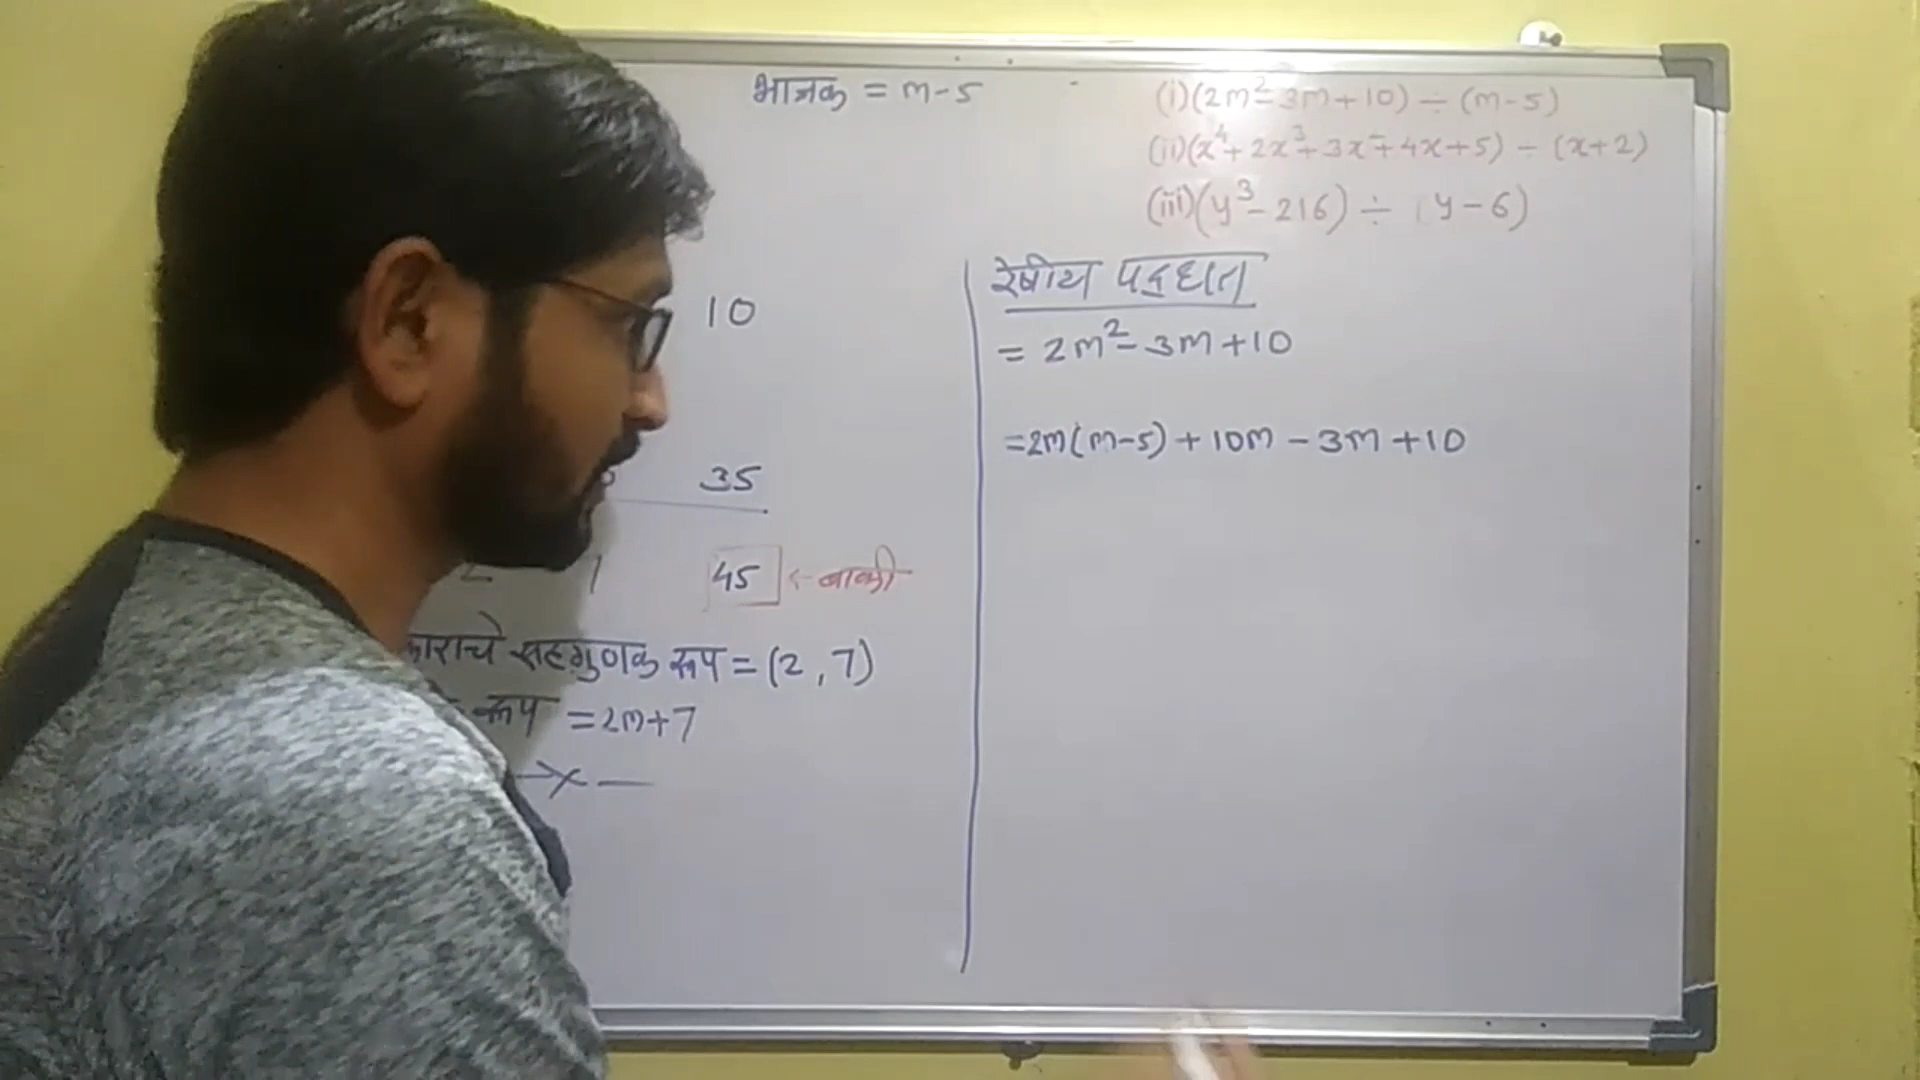 भाजक = m-5
(i) (2m² - 3m + 10) ÷ (m-5)
(ii) (x⁴ + 2x³ + 3x² + 4x + 5) ÷ (x+2)
(iii) (y³ - 216) ÷ (y-6)
10
35
45 ← बाकी
सहगुणक रूप = (2, 7)
रूप = 2m+7
रेषीय पद्धत
= 2m² - 3m + 10
= 2m(m-5) + 10m - 3m + 10